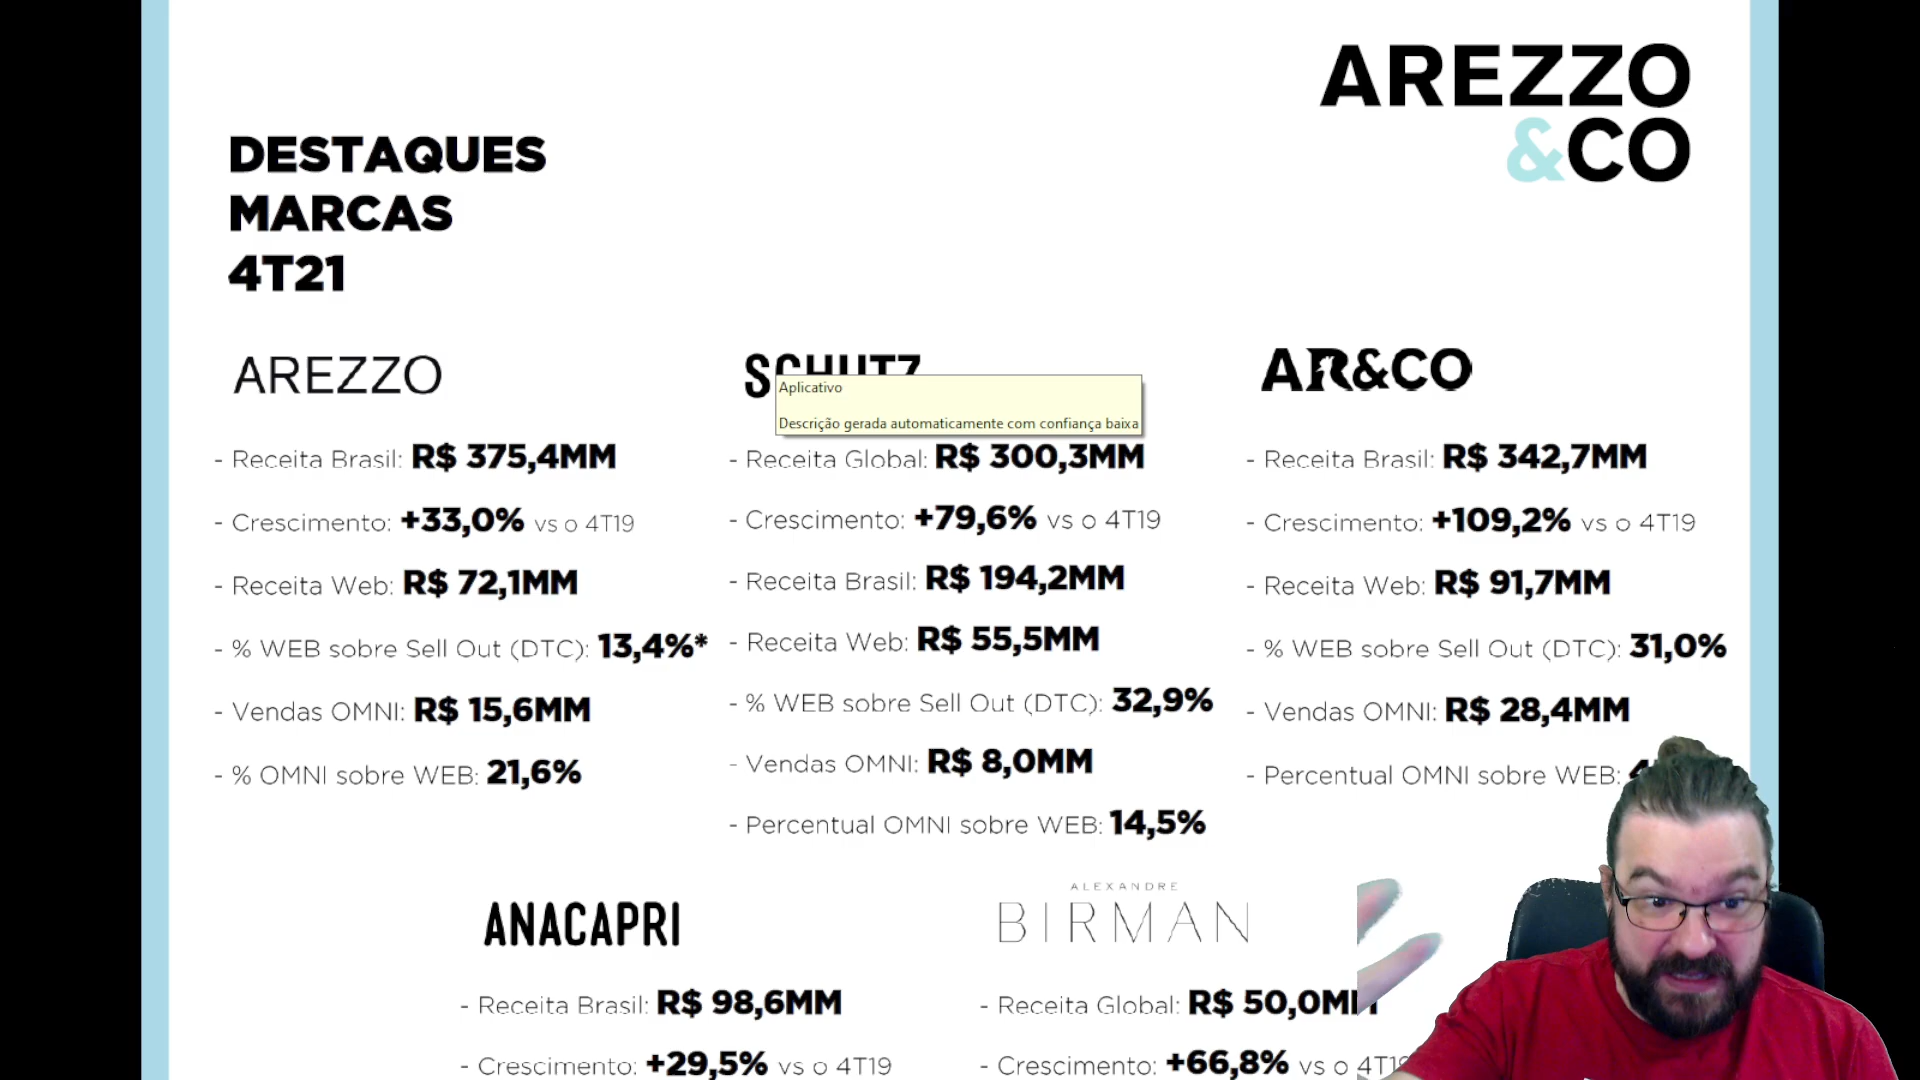 AREZZO
&CO
DESTAQUES
MARCAS
4T21
AREZZO
- Receita Brasil: R$ 375,4MM
- Crescimento: +33,0% vs o 4T19
- Receita Web: R$ 72,1MM
- % WEB sobre Sell Out (DTC): 13,4%*
- Vendas OMNI: R$ 15,6MM
- % OMNI sobre WEB: 21,6%
SCHUTZ
Aplicativo
Descrição gerada automaticamente com confiança baixa
- Receita Global: R$ 300,3MM
- Crescimento: +79,6% vs o 4T19
- Receita Brasil: R$ 194,2MM
- Receita Web: R$ 55,5MM
- % WEB sobre Sell Out (DTC): 32,9%
- Vendas OMNI: R$ 8,0MM
- Percentual OMNI sobre WEB: 14,5%
AR&CO
- Receita Brasil: R$ 342,7MM
- Crescimento: +109,2% vs o 4T19
- Receita Web: R$ 91,7MM
- % WEB sobre Sell Out (DTC): 31,0%
- Vendas OMNI: R$ 28,4MM
- Percentual OMNI sobre WEB:
ANACAPRI
- Receita Brasil: R$ 98,6MM
- Crescimento: +29,5% vs o 4T19
ALEXANDRE
BIRMAN
- Receita Global: R$ 50,0MM
- Crescimento: +66,8% vs o 4T19